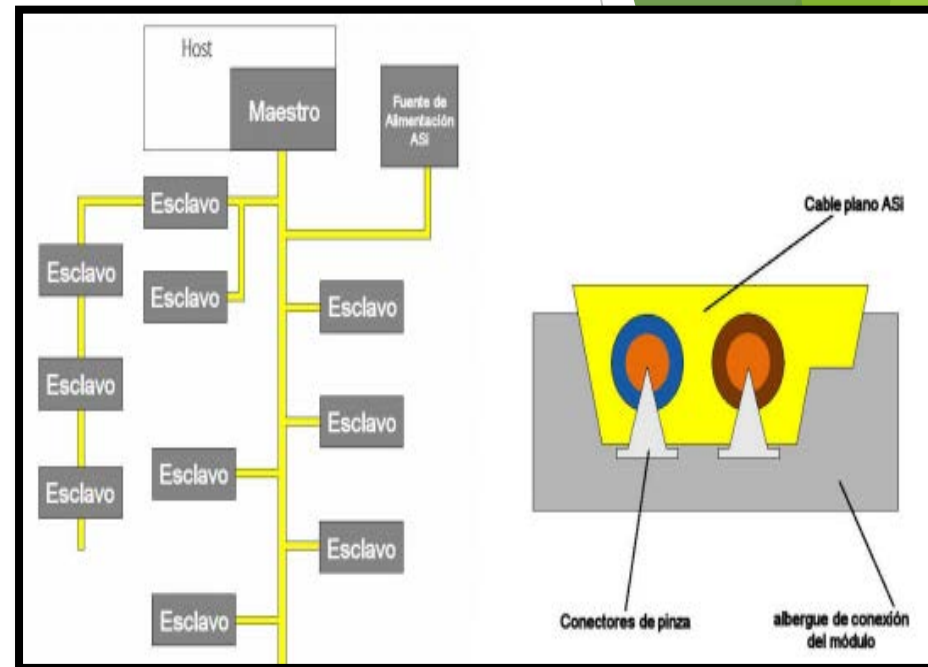 Host
Maestro
Fuente de
Alimentación
ASi
Esclavo
Esclavo
Esclavo
Esclavo
Esclavo
Esclavo
Esclavo
Esclavo
Esclavo
Esclavo
Cable plano ASi
Conectores de pinza
albergue de conexión
del módulo